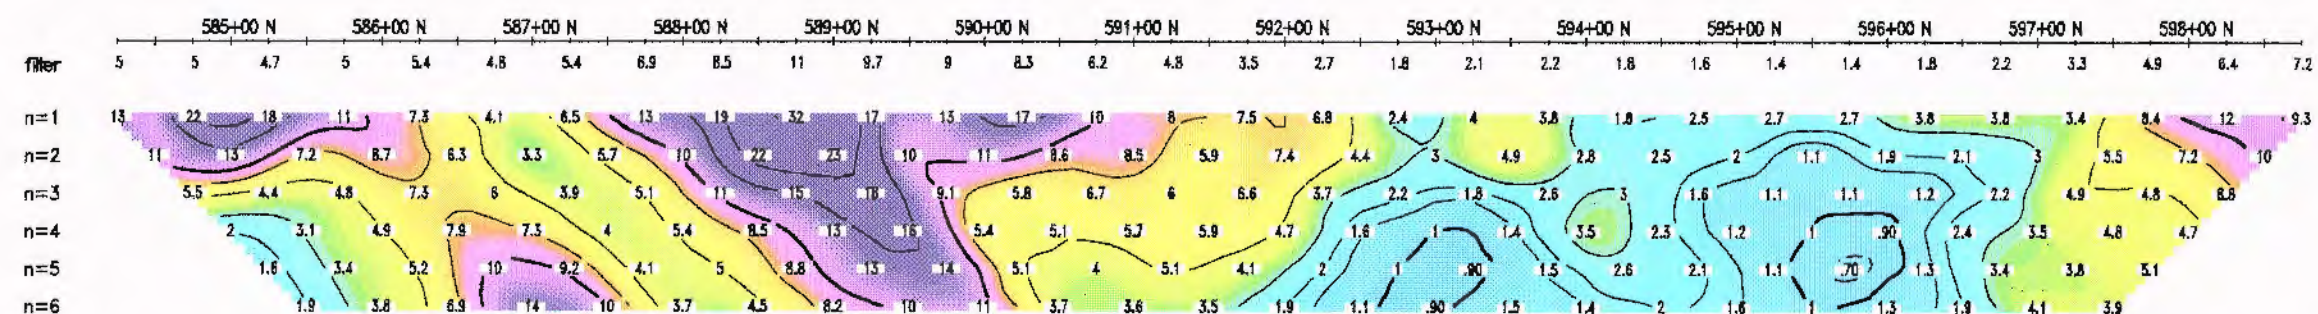 585+00 N 586+00 N 587+00 N 588+00 N 589+00 N 590+00 N 591+00 N 592+00 N 593+00 N 594+00 N 595+00 N 596+00 N 597+00 N 598+00 N
filter 5 5 4.7 5 5.4 4.8 5.4 6.9 8.5 11 9.7 9 8.3 6.2 4.8 3.5 2.7 1.8 2.1 2.2 1.8 1.6 1.4 1.4 1.8 2.2 3.3 4.9 6.4 7.2
n=1 13 22 18 11 7.3 4.1 6.5 13 19 32 17 13 17 10 8 7.5 6.8 2.4 4 3.8 1.8 2.5 2.7 2.7 3.8 3.8 3.4 8.4 12 9.3
n=2 11 13 7.2 8.7 6.3 3.3 5.7 10 22 23 10 11 8.6 8.5 5.9 7.4 4.4 3 4.9 2.8 2.5 2 1.1 1.9 2.1 3 5.5 7.2 10
n=3 5.5 4.4 4.8 7.3 6 3.9 5.1 11 15 18 9.1 5.8 6.7 6 6.6 3.7 2.2 1.8 2.6 3 1.6 1.1 1.1 1.2 2.2 4.9 4.8 8.8
n=4 2 3.1 4.9 7.9 7.3 4 5.4 8.5 13 16 5.4 5.1 5.7 5.9 4.7 1.6 1 1.4 3.5 2.3 1.2 1 .90 2.4 3.5 4.8 4.7
n=5 1.6 3.4 5.2 10 9.2 4.1 5 8.8 13 14 5.1 4 5.1 4.1 2 1 .90 1.5 2.6 2.1 1.1 .70 1.3 3.4 3.8 5.1
n=6 1.9 3.8 6.9 14 10 3.7 4.5 8.2 10 11 3.7 3.6 3.5 1.9 1.1 .90 1.5 1.4 2 1.6 1 1.3 1.9 4.1 3.9